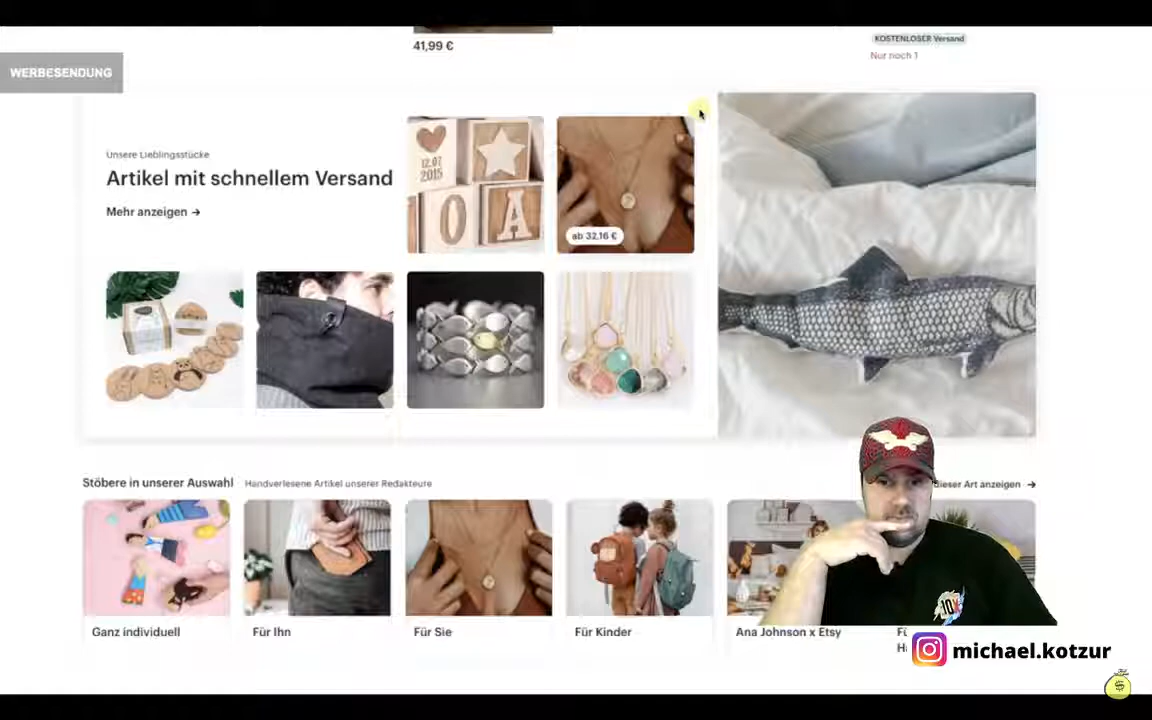 41,99 €
KOSTENLOSER Versand
Nur noch 1
WERBESENDUNG
Unsere Lieblingsstücke
Artikel mit schnellem Versand
Mehr anzeigen →
12.07
2015
O A
ab 32,16 €
Stöbere in unserer Auswahl
Handverlesene Artikel unserer Redakteure
dieser Art anzeigen →
Ganz individuell
Für Ihn
Für Sie
Für Kinder
Ana Johnson x Etsy
10X
michael.kotzur